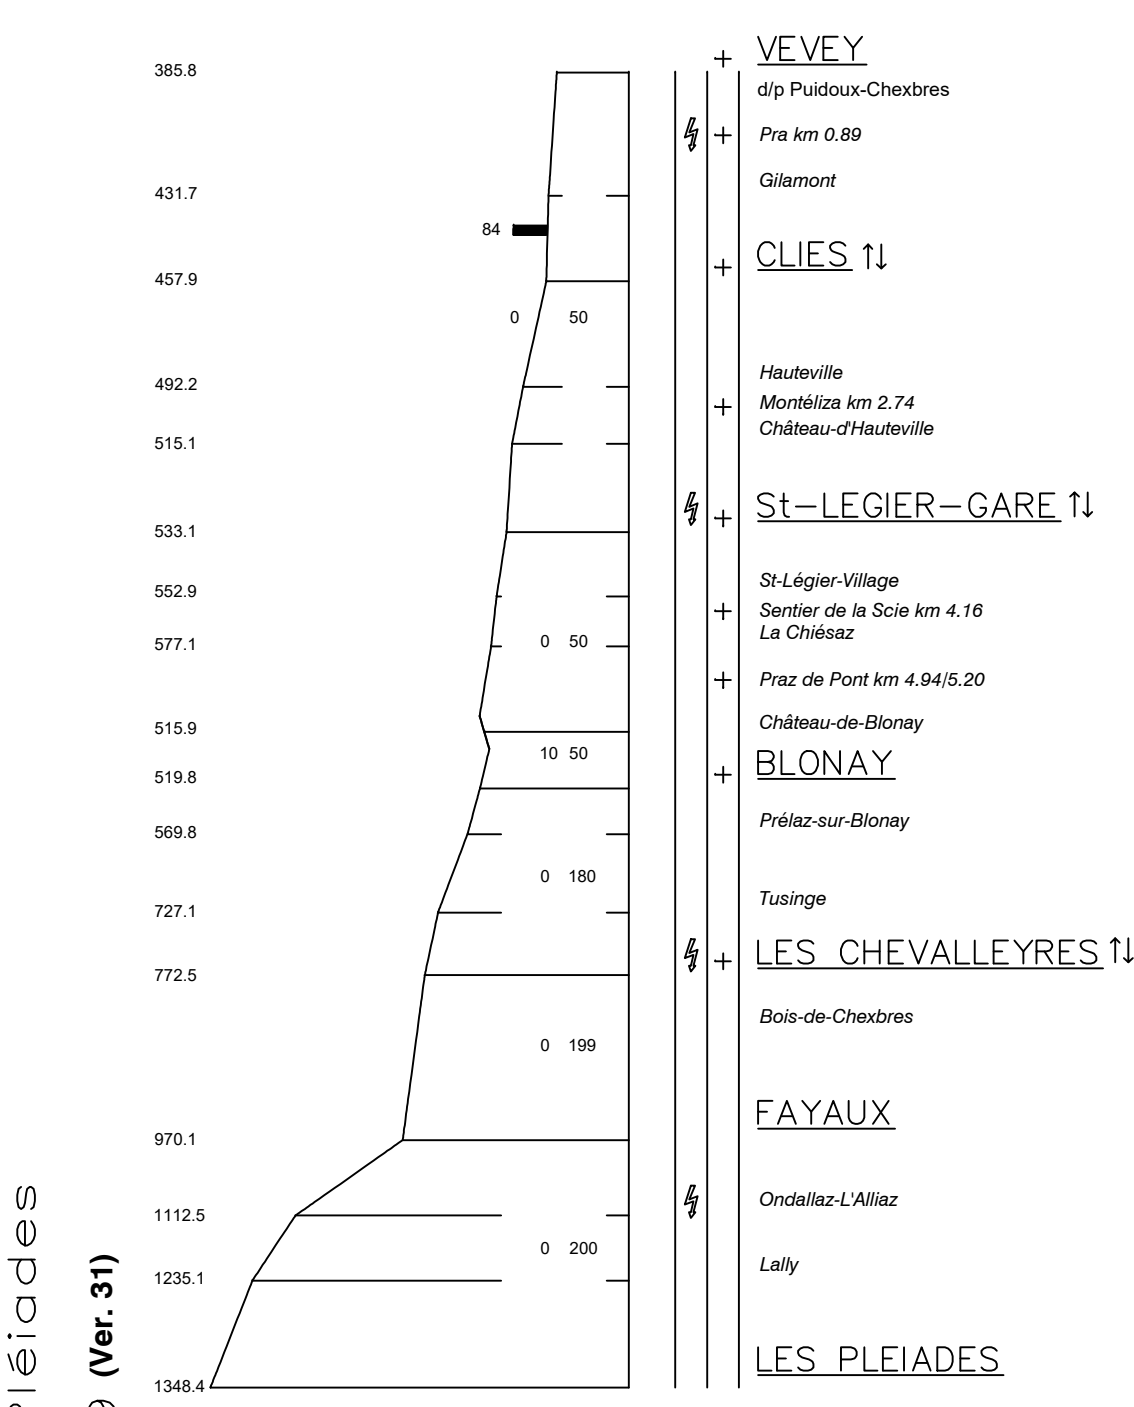 VEVEY
385.8
d/p Puidoux-Chexbres
Pra km 0.89
Gilamont
431.7
84
CLIES ↑↓
457.9
0 50
Hauteville
492.2
Montéliza km 2.74
Château-d'Hauteville
515.1
St-LEGIER-GARE ↑↓
533.1
St-Légier-Village
552.9
Sentier de la Scie km 4.16
La Chiésaz
577.1 0 50
Praz de Pont km 4.94/5.20
Château-de-Blonay
515.9
10 50
BLONAY
519.8
Prélaz-sur-Blonay
569.8
0 180
Tusinge
727.1
LES CHEVALLEYRES ↑↓
772.5
Bois-de-Chexbres
0 199
FAYAUX
970.1
Ondallaz-L'Alliaz
1112.5
0 200
Lally
1235.1
LES PLEIADES
1348.4
léiades
(Ver. 31)